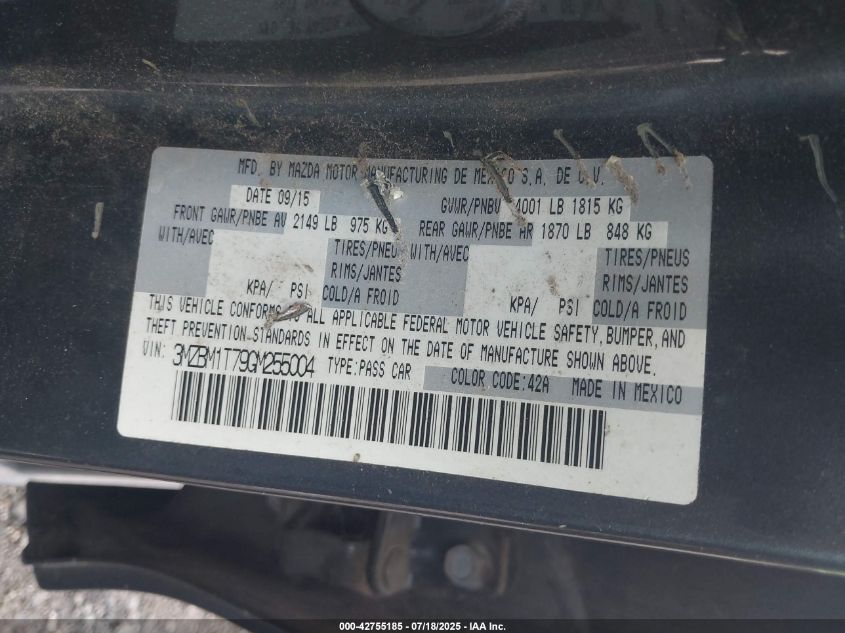 MFD. BY MAZDA MOTOR MANUFACTURING DE MEXICO S.A. DE C.V.
DATE 09/15 GVWR/PNBV 4001 LB 1815 KG
FRONT GAWR/PNBE AV 2149 LB 975 KG REAR GAWR/PNBE AR 1870 LB 848 KG
WITH/AVEC TIRES/PNEU WITH/AVEC TIRES/PNEUS
RIMS/JANTES RIMS/JANTES
KPA/ PSI COLD/A FROID KPA/ PSI COLD/A FROID
THIS VEHICLE CONFORMS TO ALL APPLICABLE FEDERAL MOTOR VEHICLE SAFETY, BUMPER, AND
THEFT PREVENTION STANDARDS IN EFFECT ON THE DATE OF MANUFACTURE SHOWN ABOVE.
VIN: 3MZBM1T79GM255004 TYPE:PASS CAR COLOR CODE:42A MADE IN MEXICO
000-42755185 - 07/18/2025 - IAA Inc.